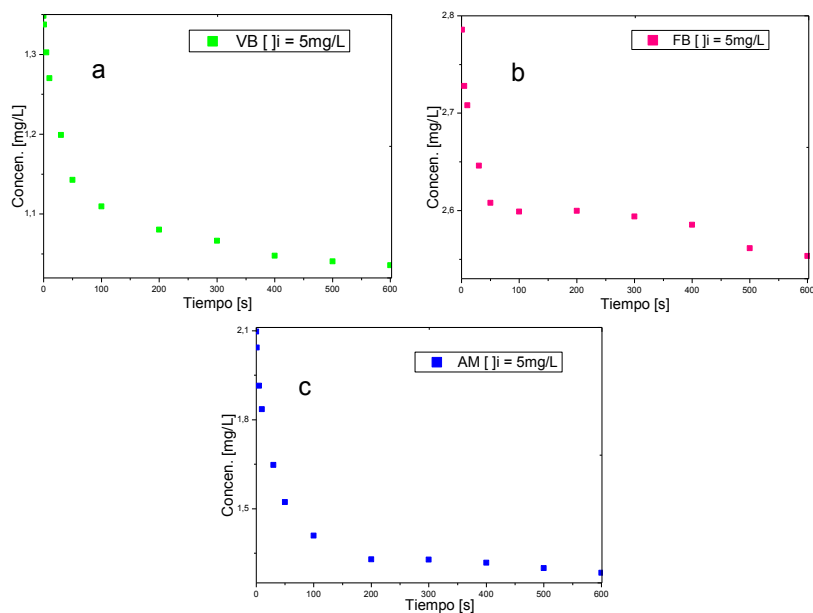 VB [ ]i = 5mg/L
a
Concen. [mg/L]
1,3
1,2
1,1
0 100 200 300 400 500 600
Tiempo [s]
FB [ ]i = 5mg/L
b
Concen. [mg/L]
2,8
2,7
2,6
0 100 200 300 400 500 600
Tiempo [s]
AM [ ]i = 5mg/L
c
Concen. [mg/L]
2,1
1,8
1,5
0 100 200 300 400 500 600
Tiempo [s]